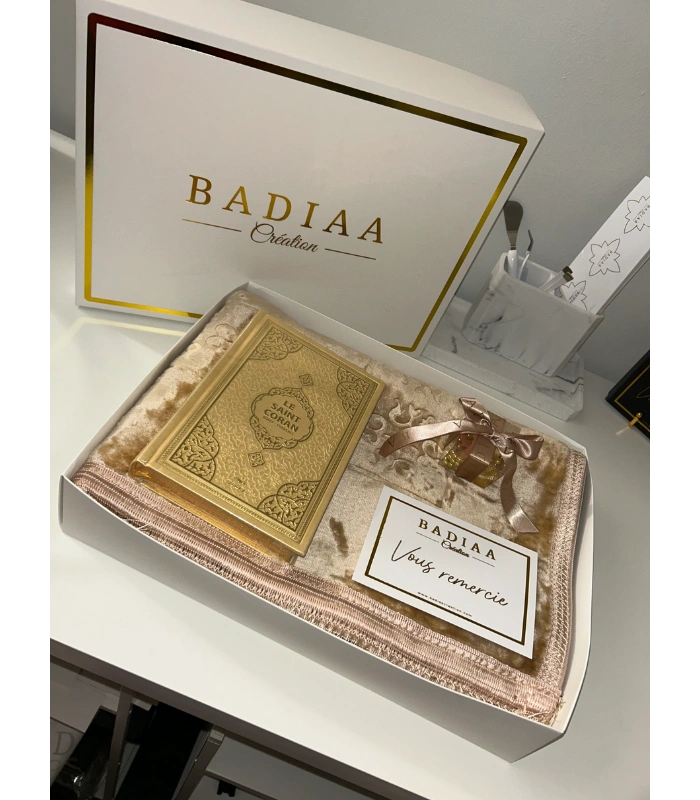 BADIAA
Création
LE
SAINT
CORAN
BADIAA
Création
Vous remercie